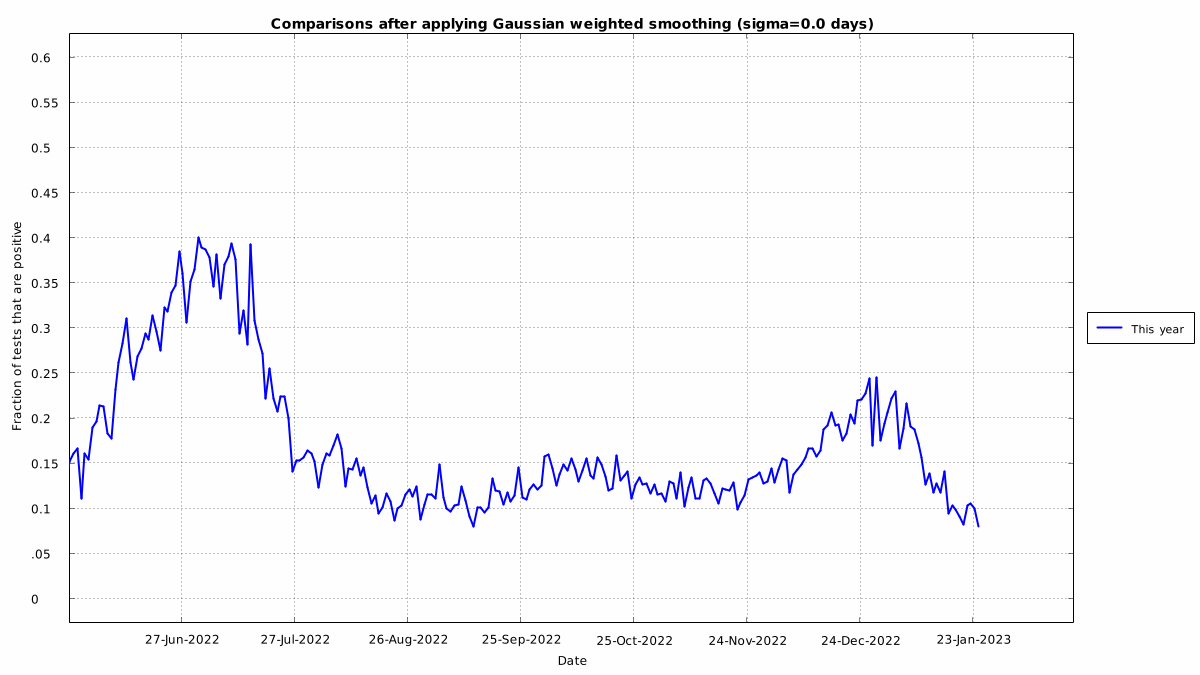 Comparisons after applying Gaussian weighted smoothing (sigma=0.0 days)
0.6
0.55
0.5
0.45
0.4
0.35
0.3
0.25
0.2
0.15
0.1
.05
0
Fraction of tests that are positive
This year
27-Jun-2022 27-Jul-2022 26-Aug-2022 25-Sep-2022 25-Oct-2022 24-Nov-2022 24-Dec-2022 23-Jan-2023
Date